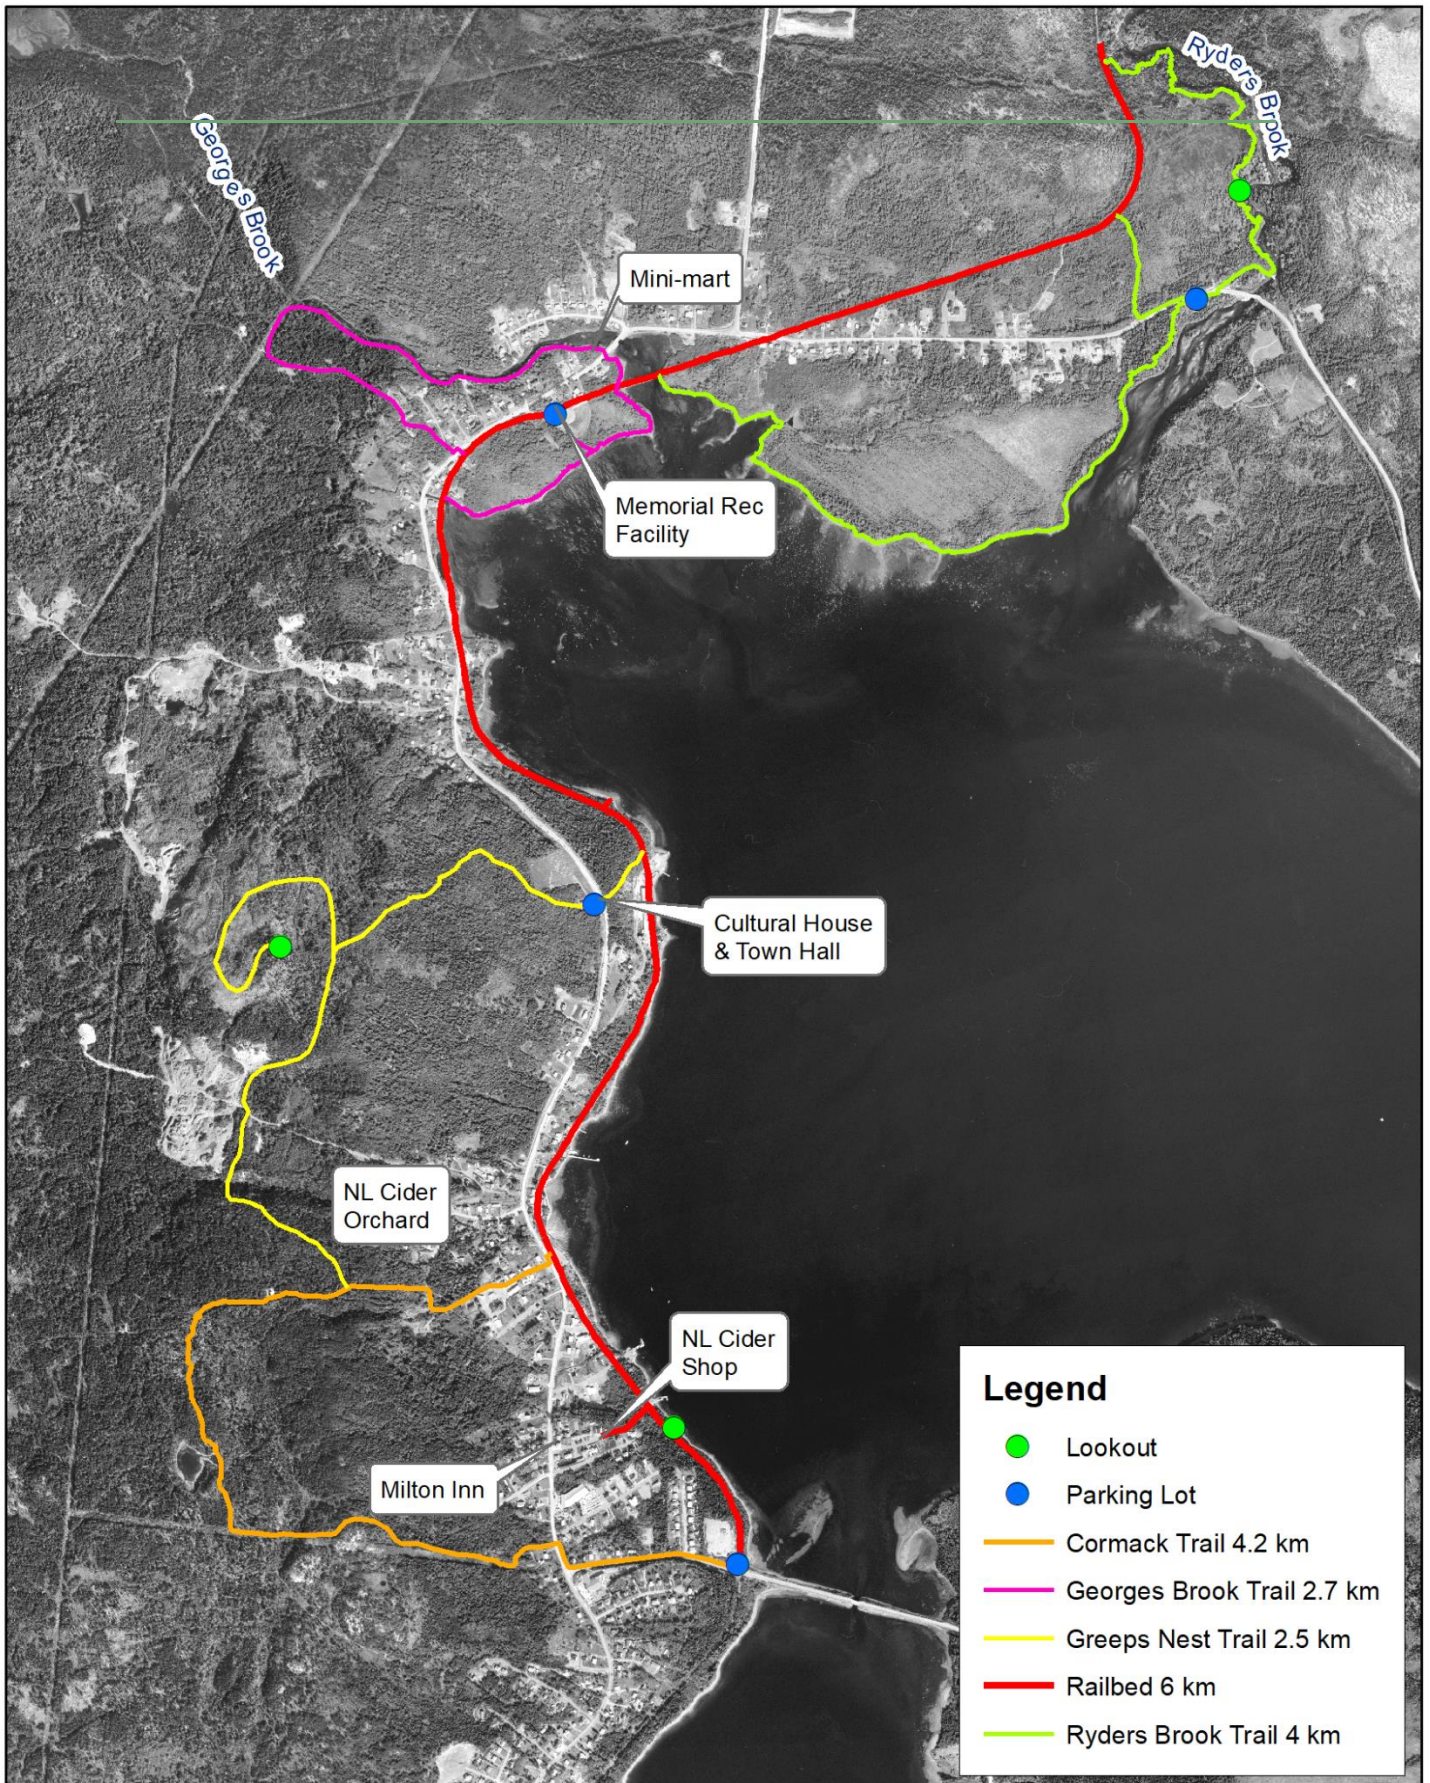 Ryders Brook
Georges Brook
Mini-mart
Memorial Rec
Facility
Cultural House
& Town Hall
NL Cider
Orchard
NL Cider
Shop
Milton Inn
Legend
Lookout
Parking Lot
Cormack Trail 4.2 km
Georges Brook Trail 2.7 km
Greeps Nest Trail 2.5 km
Railbed 6 km
Ryders Brook Trail 4 km